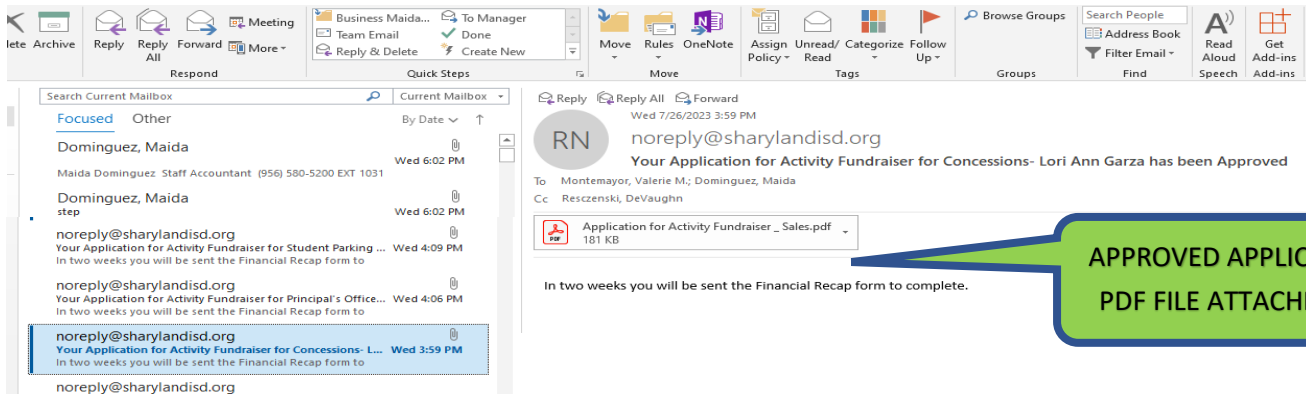 lete Archive Reply Reply All Forward Meeting More
Respond
Business Maida... To Manager
Team Email Done
Reply & Delete Create New
Quick Steps
Move Rules OneNote
Move
Assign Policy Unread/ Read Categorize Follow Up
Tags
Browse Groups
Groups
Search People
Address Book
Filter Email
Find
Read Aloud
Speech
Get Add-ins
Add-ins
Search Current Mailbox Current Mailbox
Focused Other By Date
Dominguez, Maida
Wed 6:02 PM
Maida Dominguez Staff Accountant (956) 580-5200 EXT 1031
Dominguez, Maida
step Wed 6:02 PM
noreply@sharylandisd.org
Your Application for Activity Fundraiser for Student Parking ... Wed 4:09 PM
In two weeks you will be sent the Financial Recap form to
noreply@sharylandisd.org
Your Application for Activity Fundraiser for Principal's Office... Wed 4:06 PM
In two weeks you will be sent the Financial Recap form to
noreply@sharylandisd.org
Your Application for Activity Fundraiser for Concessions- L... Wed 3:59 PM
In two weeks you will be sent the Financial Recap form to
noreply@sharylandisd.org
Reply Reply All Forward
Wed 7/26/2023 3:59 PM
RN
noreply@sharylandisd.org
Your Application for Activity Fundraiser for Concessions- Lori Ann Garza has been Approved
To Montemayor, Valerie M.; Dominguez, Maida
Cc Resczenski, DeVaughn
PDF
Application for Activity Fundraiser _ Sales.pdf
181 KB
In two weeks you will be sent the Financial Recap form to complete.
APPROVED APPLIC
PDF FILE ATTACH